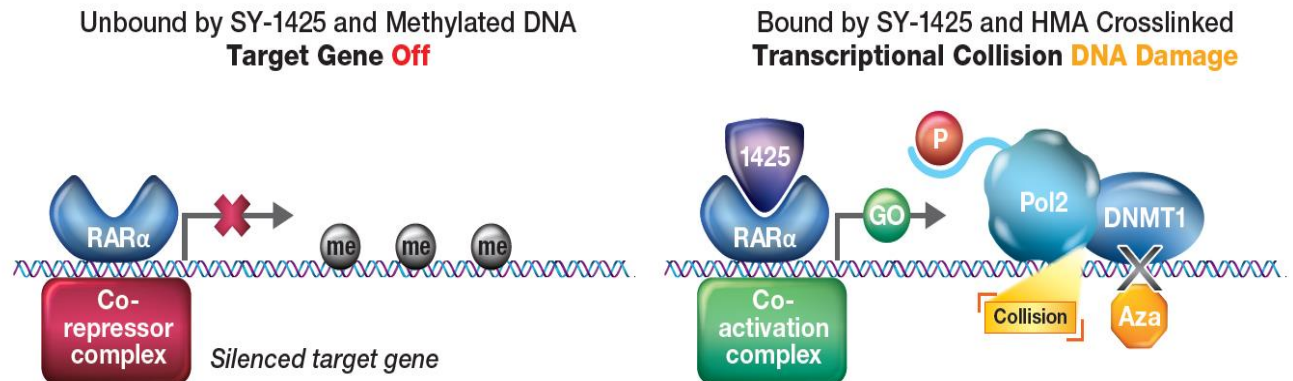 Unbound by SY-1425 and Methylated DNA
Target Gene Off
RARα
me
me
me
Co-
repressor
complex
Silenced target gene
Bound by SY-1425 and HMA Crosslinked
Transcriptional Collision DNA Damage
1425
RARα
GO
P
Pol2
DNMT1
Co-
activation
complex
Collision
Aza